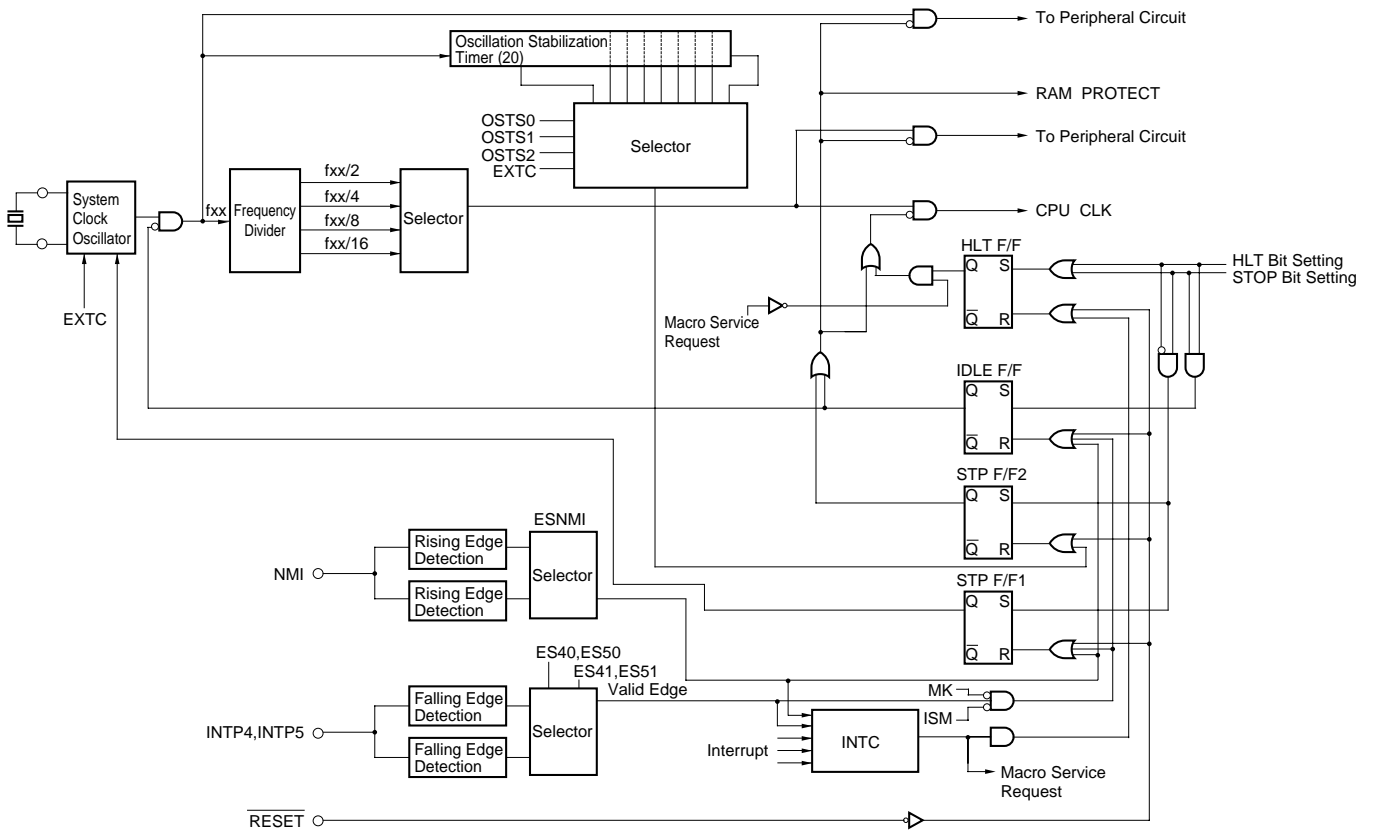 To Peripheral Circuit
Oscillation Stabilization
Timer (20)
RAM PROTECT
OSTS0
OSTS1
OSTS2
EXTC
Selector
To Peripheral Circuit
System
Clock
Oscillator
fxx
Frequency
Divider
fxx/2
fxx/4
fxx/8
fxx/16
Selector
CPU CLK
EXTC
HLT F/F
Q S
Q R
HLT Bit Setting
STOP Bit Setting
Macro Service
Request
IDLE F/F
Q S
Q R
STP F/F2
Q S
Q R
ESNMI
Rising Edge
Detection
Selector
NMI
Rising Edge
Detection
STP F/F1
Q S
Q R
ES40,ES50
ES41,ES51
Valid Edge
Falling Edge
Detection
Selector
INTP4,INTP5
Falling Edge
Detection
MK
ISM
Interrupt
INTC
Macro Service
Request
RESET